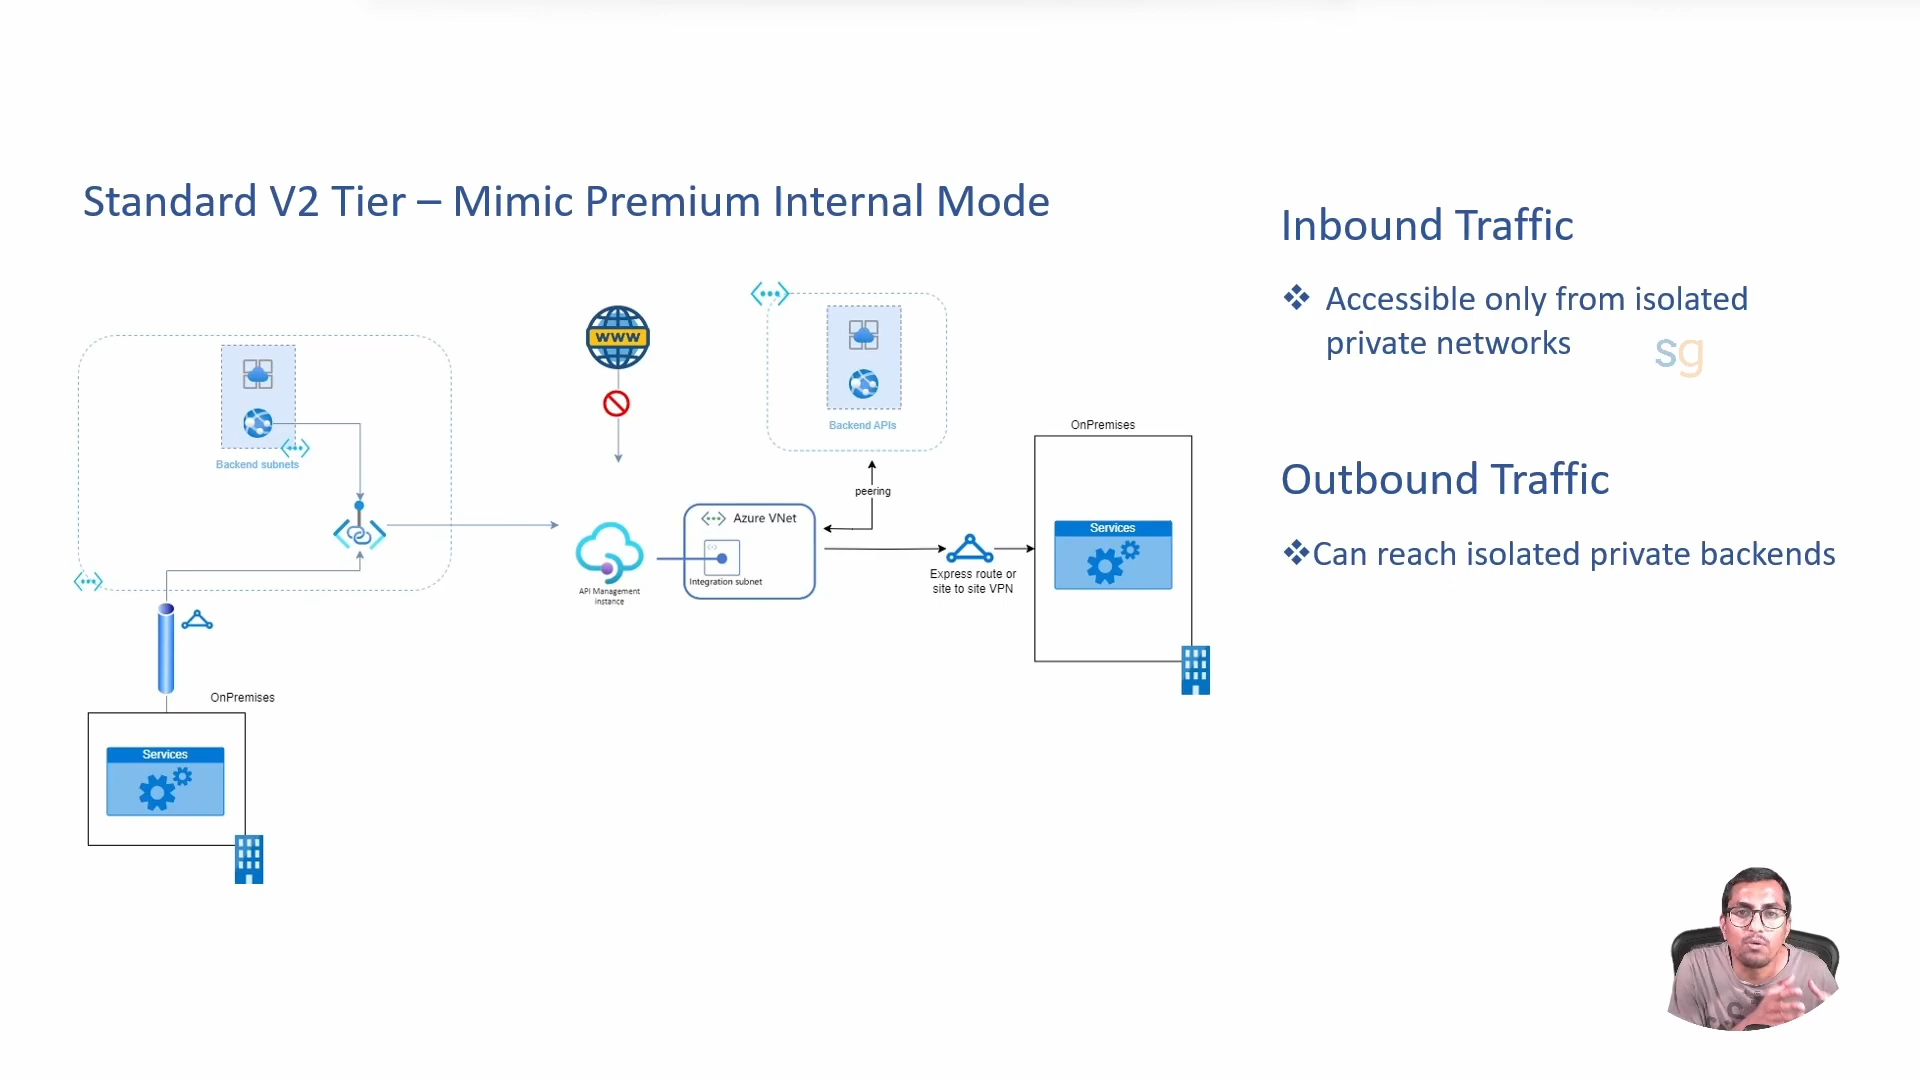 Standard V2 Tier – Mimic Premium Internal Mode
Inbound Traffic
❖ Accessible only from isolated
private networks
sg
Outbound Traffic
❖Can reach isolated private backends
WWW
Backend APIs
Backend subnets
peering
OnPremises
Services
Azure VNet
Integration subnet
API Management
instance
Express route or
site to site VPN
OnPremises
Services